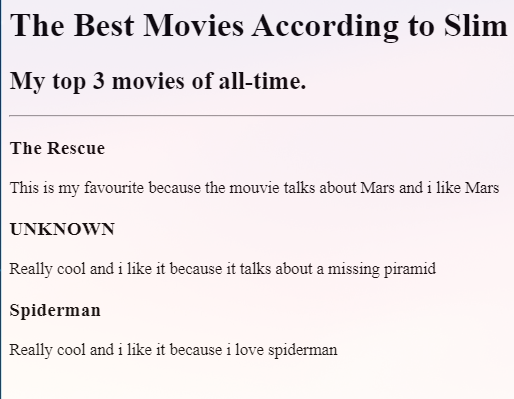 The Best Movies According to Slim
My top 3 movies of all-time.
The Rescue
This is my favourite because the mouvie talks about Mars and i like Mars
UNKNOWN
Really cool and i like it because it talks about a missing piramid
Spiderman
Really cool and i like it because i love spiderman